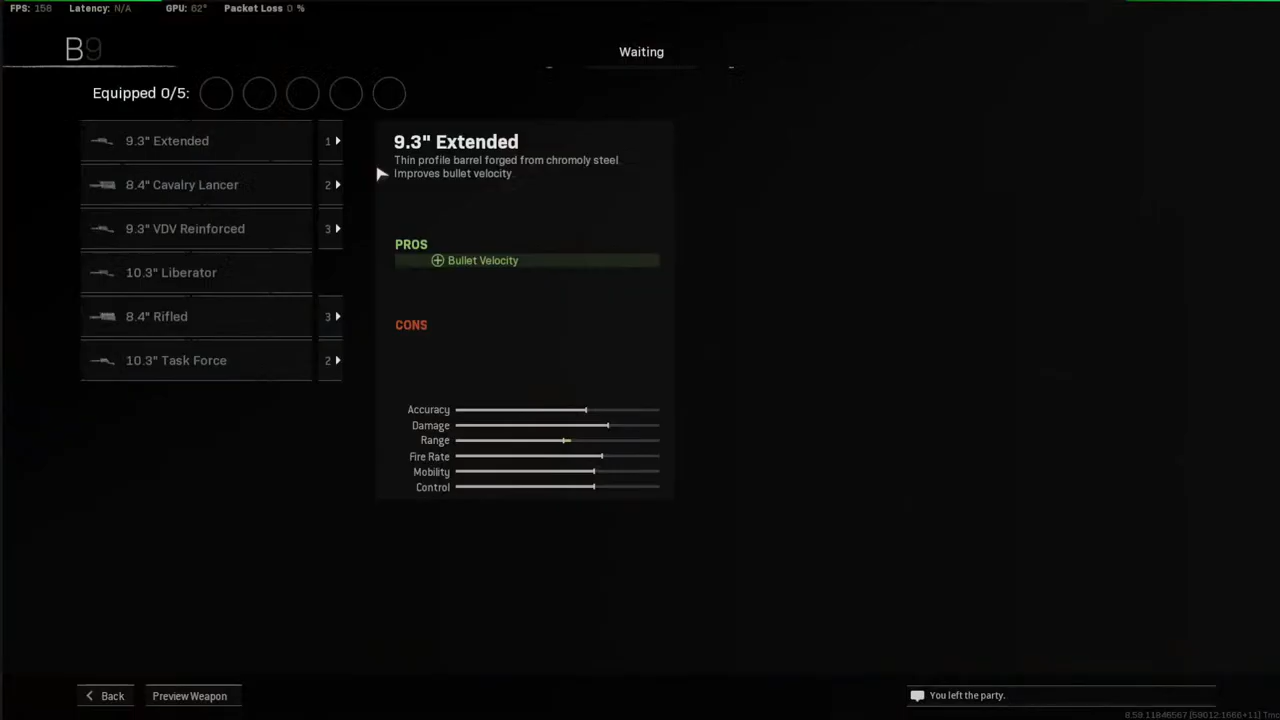 FPS: 150 Latency: N/A GPU: 62° Packet Loss 0 %
B9
Waiting
Equipped 0/5:
9.3" Extended 1
8.4" Cavalry Lancer 2
9.3" VDV Reinforced 3
10.3" Liberator
8.4" Rifled 3
10.3" Task Force 2
9.3" Extended
Thin profile barrel forged from chromoly steel.
Improves bullet velocity.
PROS
Bullet Velocity
CONS
Accuracy
Damage
Range
Fire Rate
Mobility
Control
Back
Preview Weapon
You left the party.